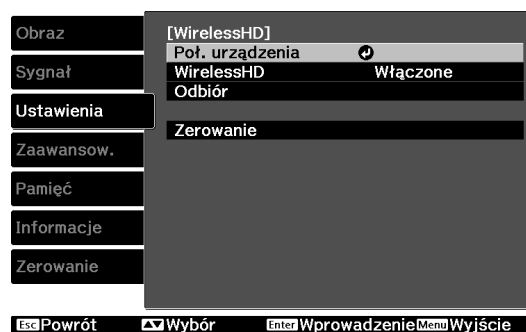 Obraz
Sygnał
Ustawienia
Zaawansow.
Pamięć
Informacje
Zerowanie
[WirelessHD]
Poł. urządzenia
WirelessHD Włączone
Odbiór
Zerowanie
Esc Powrót Wybór Enter Wprowadzenie Menu Wyjście